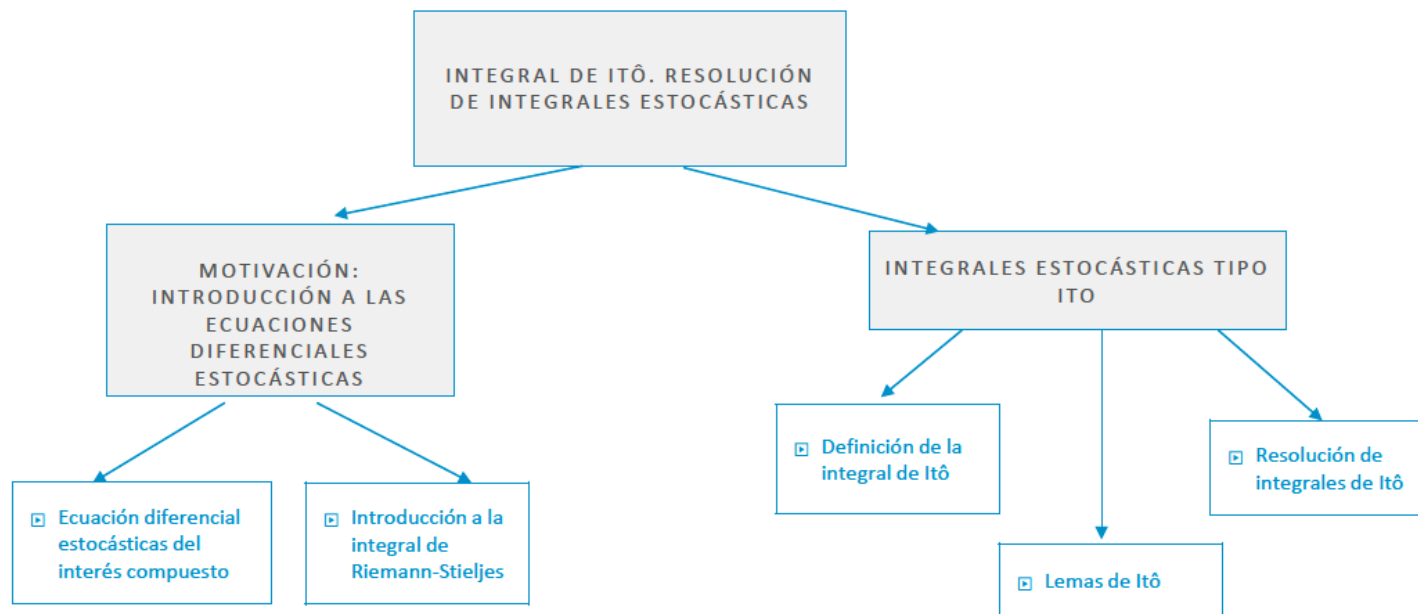 INTEGRAL DE ITÔ. RESOLUCIÓN
DE INTEGRALES ESTOCÁSTICAS
MOTIVACIÓN:
INTRODUCCIÓN A LAS
ECUACIONES
DIFERENCIALES
ESTOCÁSTICAS
INTEGRALES ESTOCÁSTICAS TIPO
ITO
Ecuación diferencial
estocásticas del
interés compuesto
Introducción a la
integral de
Riemann-Stieljes
Definición de la
integral de Itô
Lemas de Itô
Resolución de
integrales de Itô